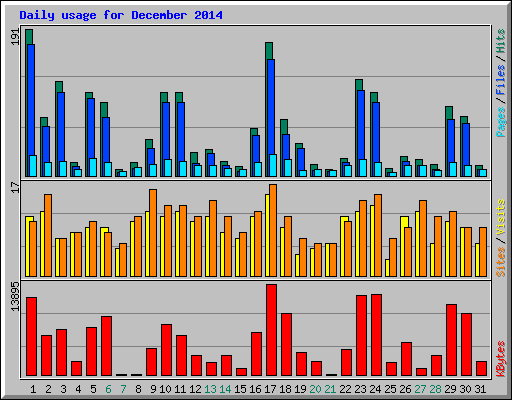 Daily usage for December 2014
191
Pages / Files / Hits
17
Sites / Visits
13895
KBytes
1 2 3 4 5 6 7 8 9 10 11 12 13 14 15 16 17 18 19 20 21 22 23 24 25 26 27 28 29 30 31